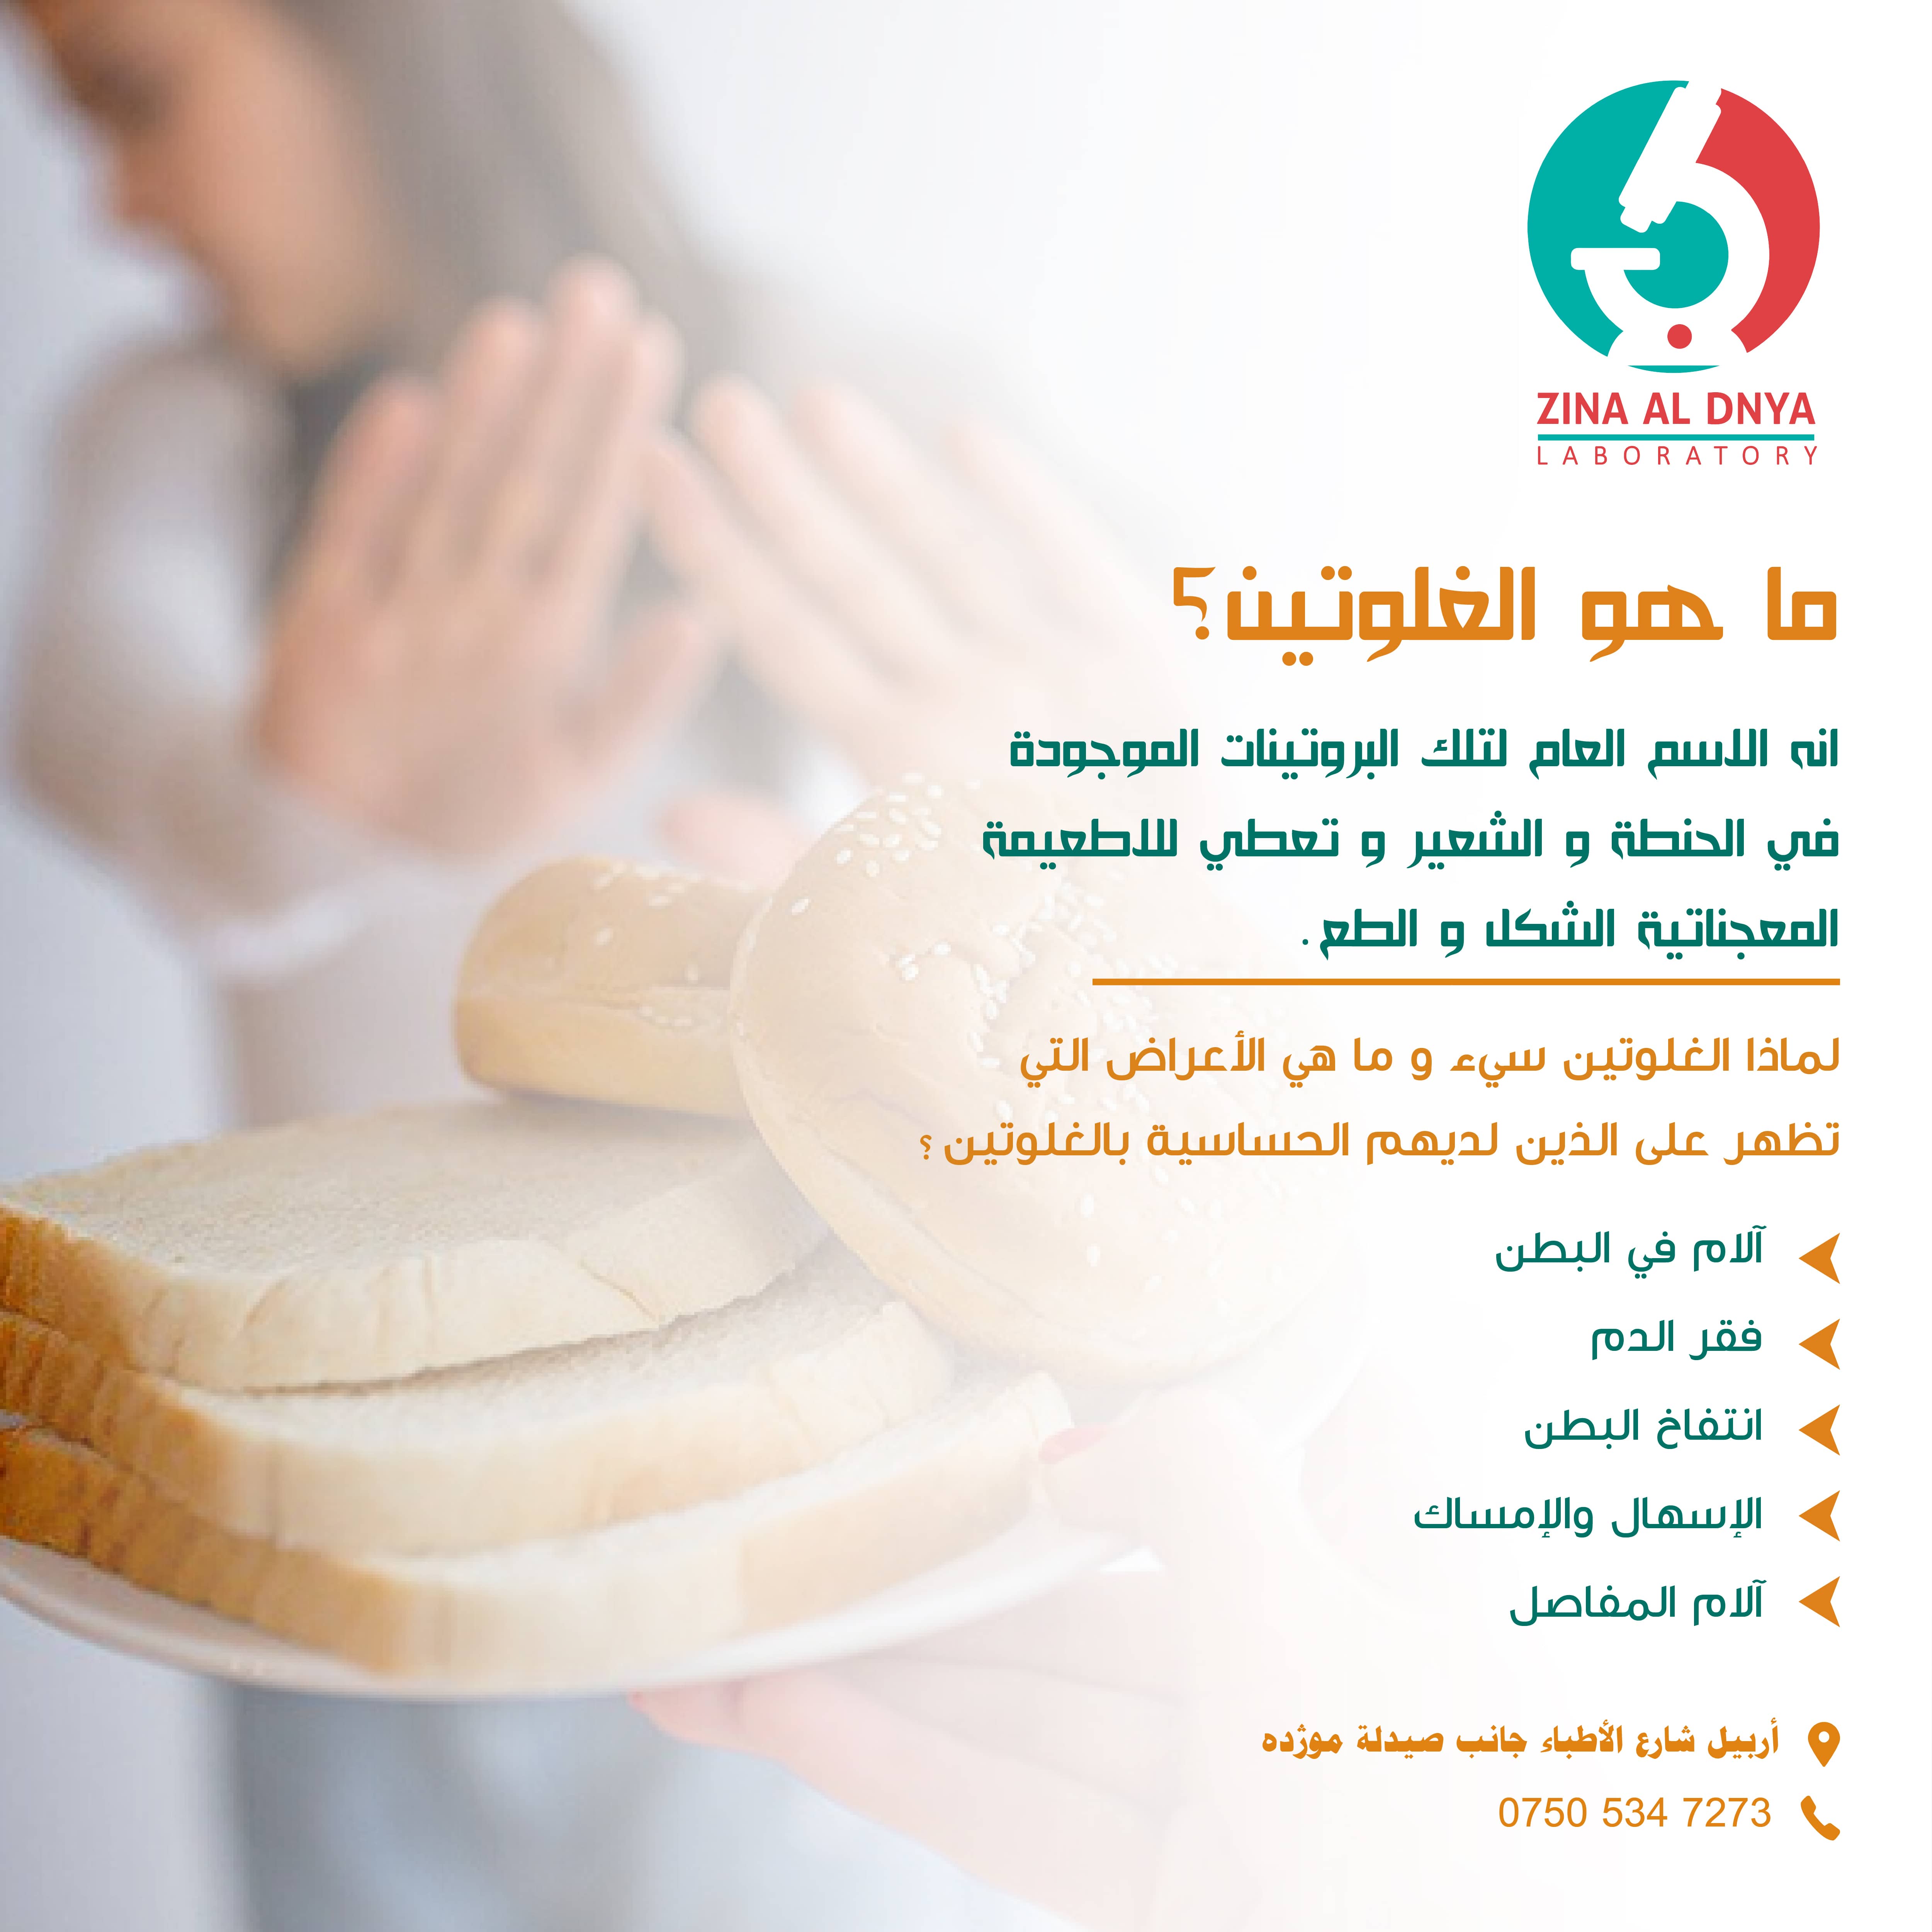 ZINA AL DNYA
LABORATORY
ما هو الغلوتين؟
انه الاسم العام لتلك البروتينات الموجودة
في الحنطة و الشعير و تعطي للاطعيمة
المعجناتية الشكل و الطع.
لماذا الغلوتين سيء و ما هي الأعراض التي
تظهر على الذين لديهم الحساسية بالغلوتين ؟
آلام في البطن
فقر الدم
انتفاخ البطن
الإسهال والإمساك
آلام المفاصل
أربيل شارع الأطباء جانب صيدلة موژده
0750 534 7273